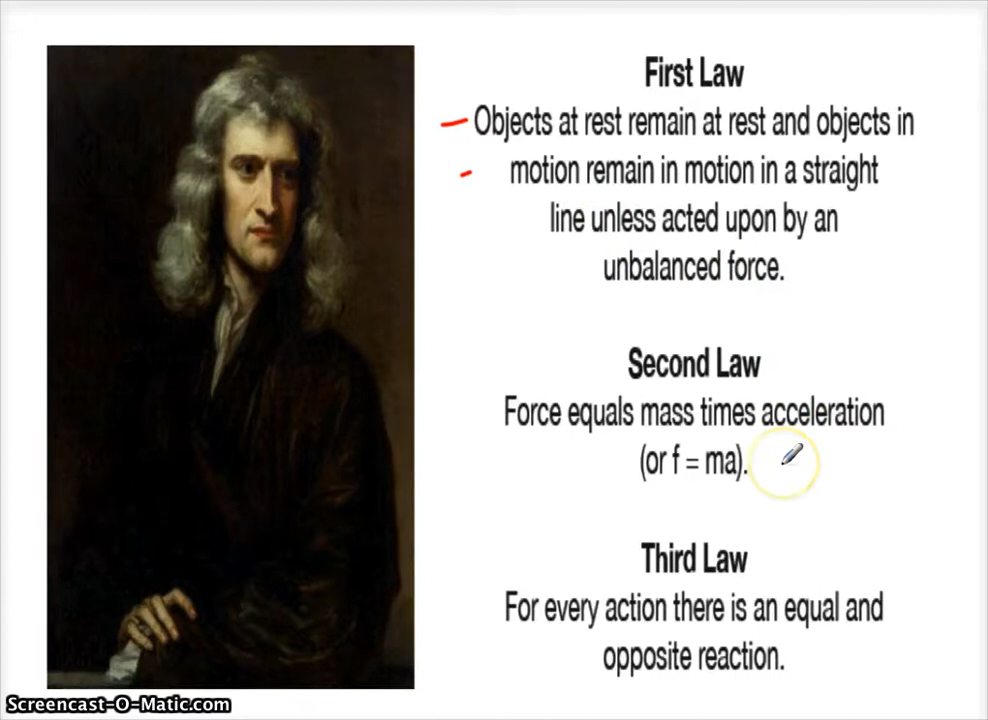 First Law
Objects at rest remain at rest and objects in
motion remain in motion in a straight
line unless acted upon by an
unbalanced force.
Second Law
Force equals mass times acceleration
(or f = ma).
Third Law
For every action there is an equal and
opposite reaction.
Screencast-O-Matic.com